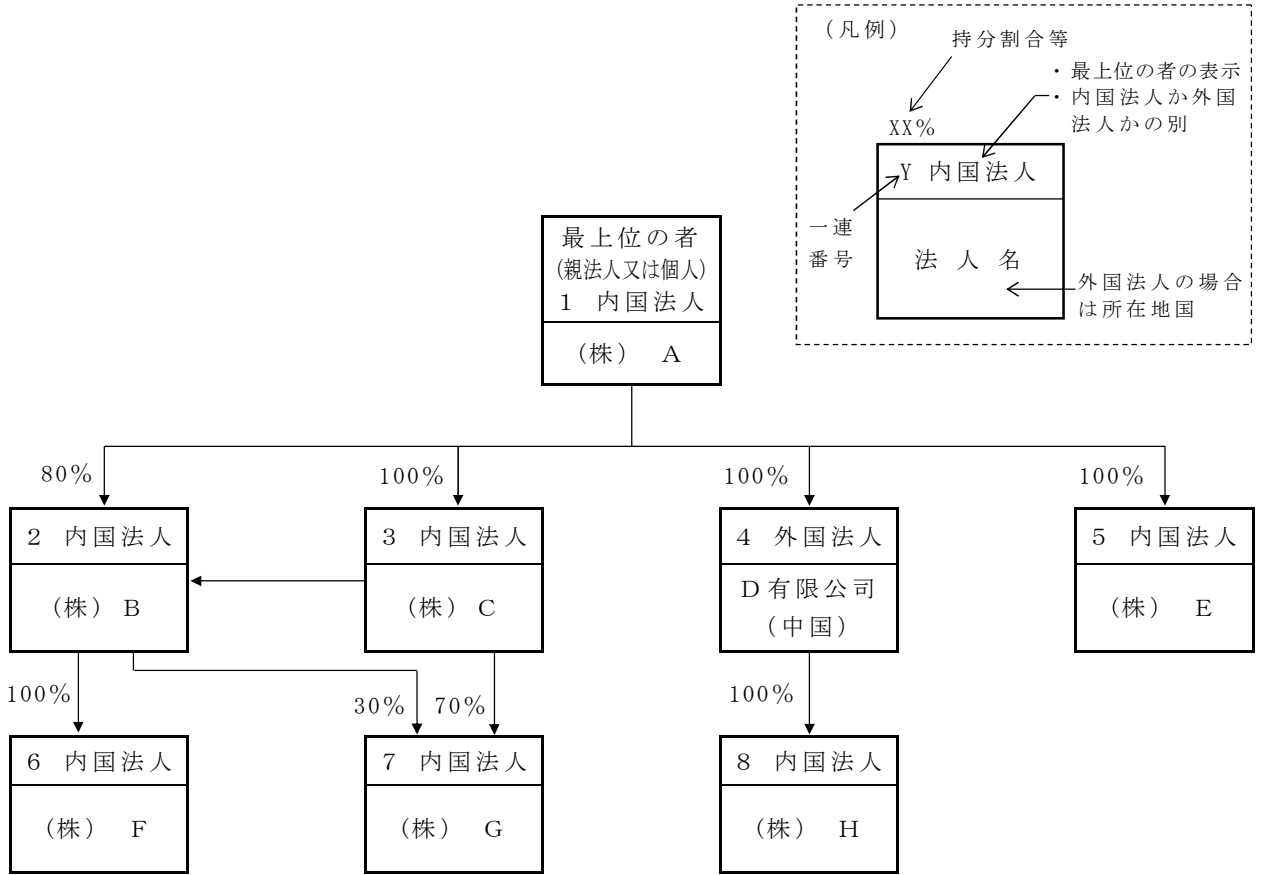 （凡例）
持分割合等
・最上位の者の表示
・内国法人か外国
法人かの別
XX％
Y 内国法人
一連
番号
法 人 名
外国法人の場合
は所在地国
最上位の者
（親法人又は個人）
1 内国法人
（株） A
80％
100％
100％
100％
2 内国法人
（株） B
3 内国法人
（株） C
4 外国法人
D有限公司
（中国）
5 内国法人
（株） E
100％
30％
70％
100％
6 内国法人
（株） F
7 内国法人
（株） G
8 内国法人
（株） H